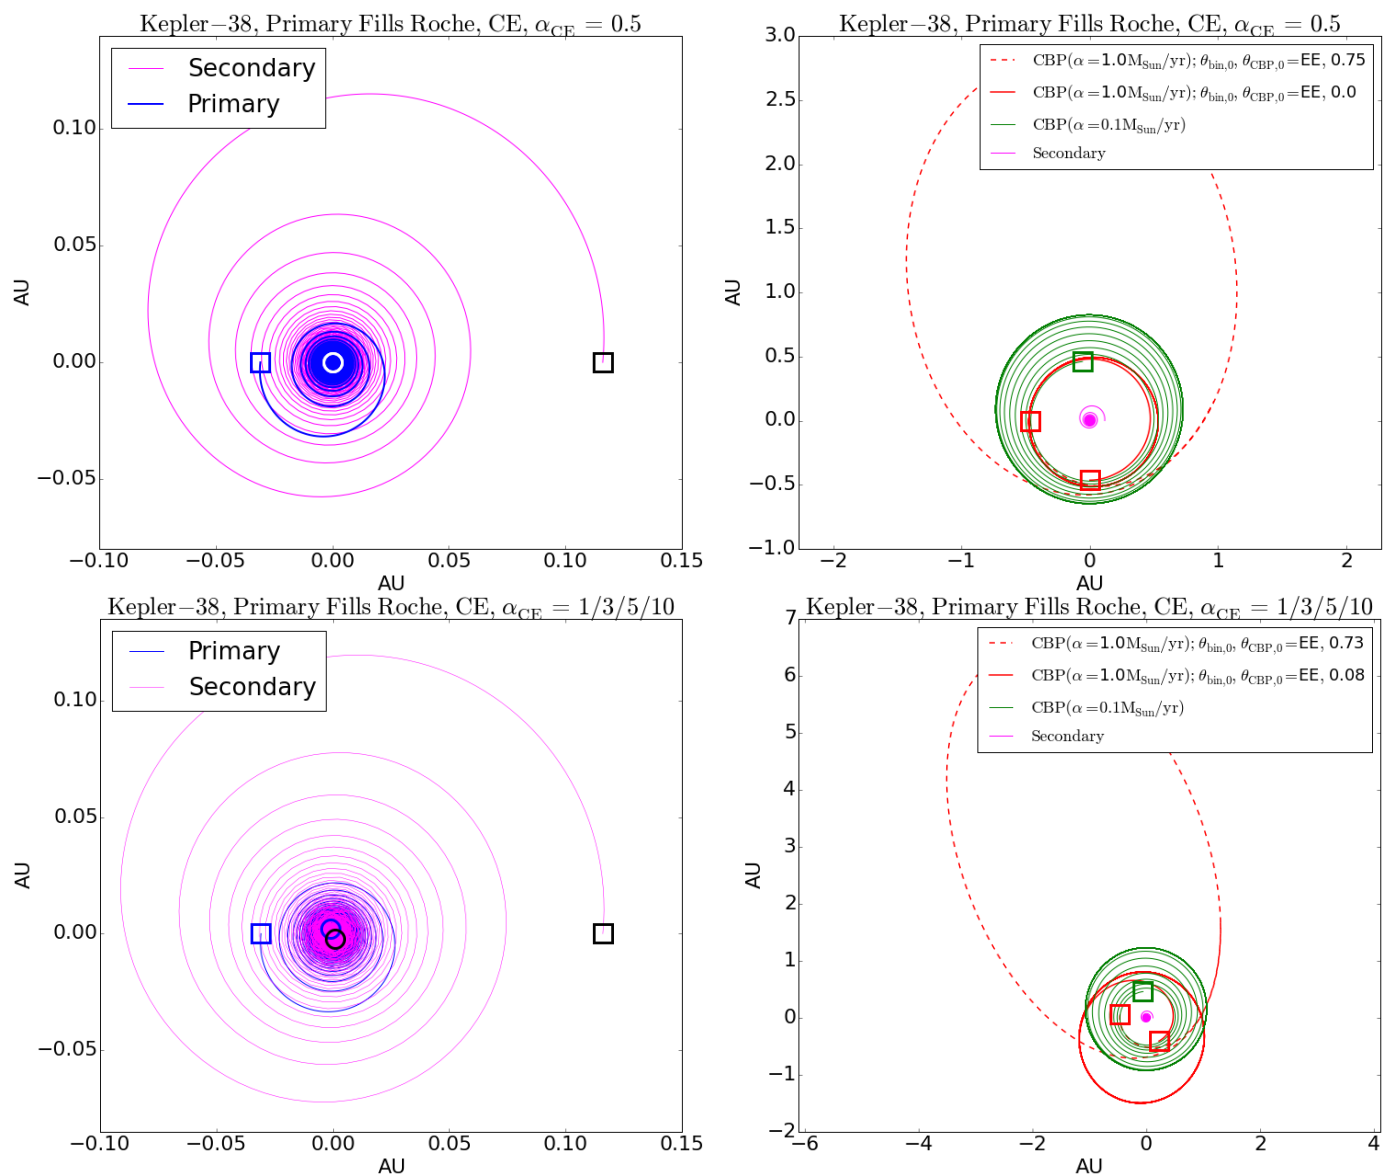 Kepler−38, Primary Fills Roche, CE, α_CE = 0.5
Secondary
Primary
0.10
0.05
0.00
−0.05
AU
−0.10
−0.05
0.00
0.05
0.10
0.15
AU
Kepler−38, Primary Fills Roche, CE, α_CE = 0.5
CBP(α=1.0M_Sun/yr); θ_bin,0, θ_CBP,0=EE, 0.75
CBP(α=1.0M_Sun/yr); θ_bin,0, θ_CBP,0=EE, 0.0
CBP(α=0.1M_Sun/yr)
Secondary
3.0
2.5
2.0
1.5
1.0
0.5
0.0
−0.5
−1.0
AU
−2
−1
0
1
2
AU
Kepler−38, Primary Fills Roche, CE, α_CE = 1/3/5/10
Primary
Secondary
0.10
0.05
0.00
−0.05
AU
−0.10
−0.05
0.00
0.05
0.10
0.15
AU
Kepler−38, Primary Fills Roche, CE, α_CE = 1/3/5/10
CBP(α=1.0M_Sun/yr); θ_bin,0, θ_CBP,0=EE, 0.73
CBP(α=1.0M_Sun/yr); θ_bin,0, θ_CBP,0=EE, 0.08
CBP(α=0.1M_Sun/yr)
Secondary
7
6
5
4
3
2
1
0
−1
−2
AU
−6
−4
−2
0
2
4
AU